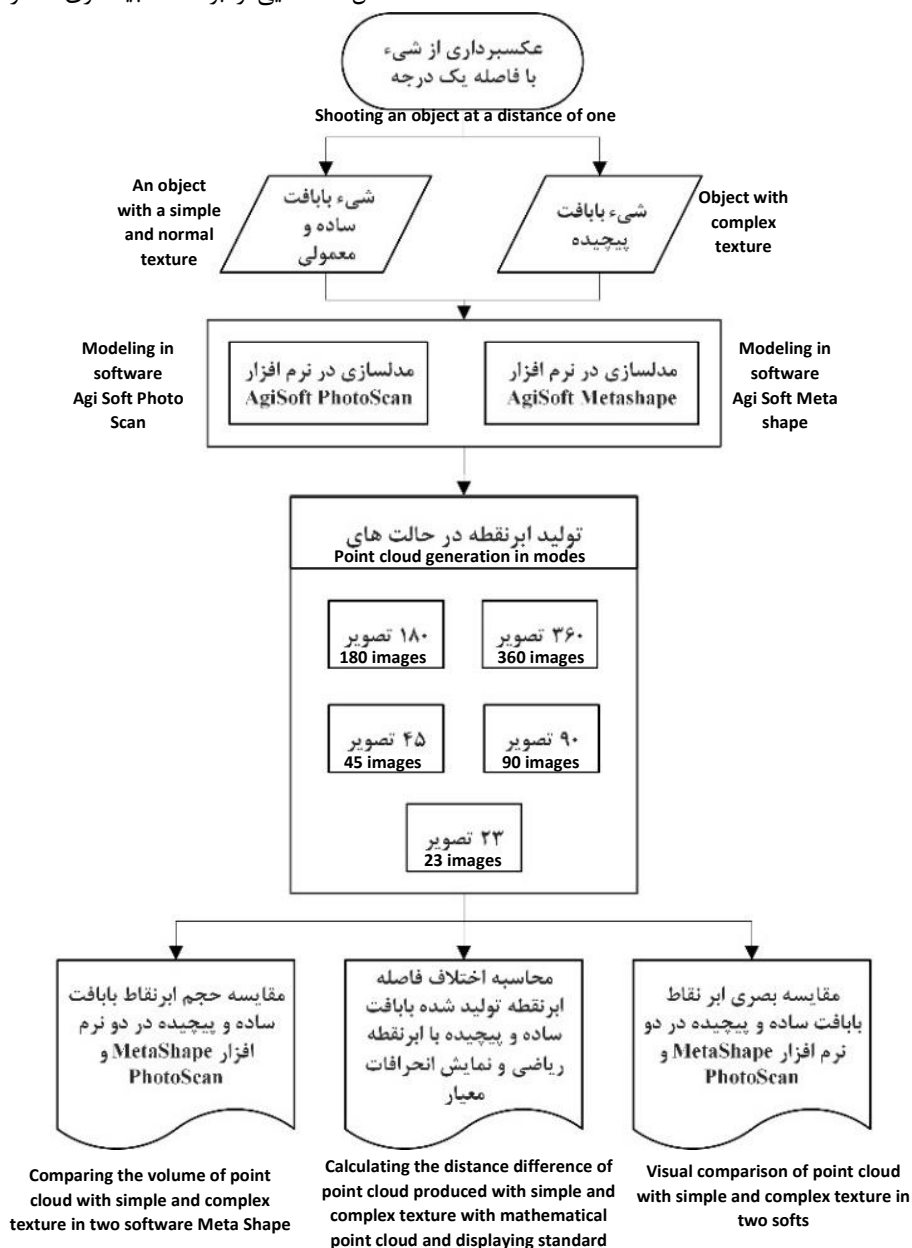 عکسبرداری از شیء
با فاصله یک درجه
Shooting an object at a distance of one
An object
with a simple
and normal
texture
شیء بابافت
ساده و
معمولی
شیء بابافت
پیچیده
Object with
complex
texture
Modeling in
software
Agi Soft Photo
Scan
مدلسازی در نرم افزار
AgiSoft PhotoScan
مدلسازی در نرم افزار
AgiSoft Metashape
Modeling in
software
Agi Soft Meta
shape
تولید ابرنقطه در حالت های
Point cloud generation in modes
۱۸۰ تصویر
180 images
۳۶۰ تصویر
360 images
۴۵ تصویر
45 images
۹۰ تصویر
90 images
۲۳ تصویر
23 images
مقایسه حجم ابرنقاط بابافت
ساده و پیچیده در دو نرم
افزار MetaShape و
PhotoScan
محاسبه اختلاف فاصله
ابرنقطه تولید شده بابافت
ساده و پیچیده با ابرنقطه
ریاضی و نمایش انحرافات
معیار
مقایسه بصری ابر نقاط
بابافت ساده و پیچیده در دو
نرم افزار MetaShape و
PhotoScan
Comparing the volume of point
cloud with simple and complex
texture in two software Meta Shape
Calculating the distance difference of
point cloud produced with simple and
complex texture with mathematical
point cloud and displaying standard
Visual comparison of point cloud
with simple and complex texture in
two softs